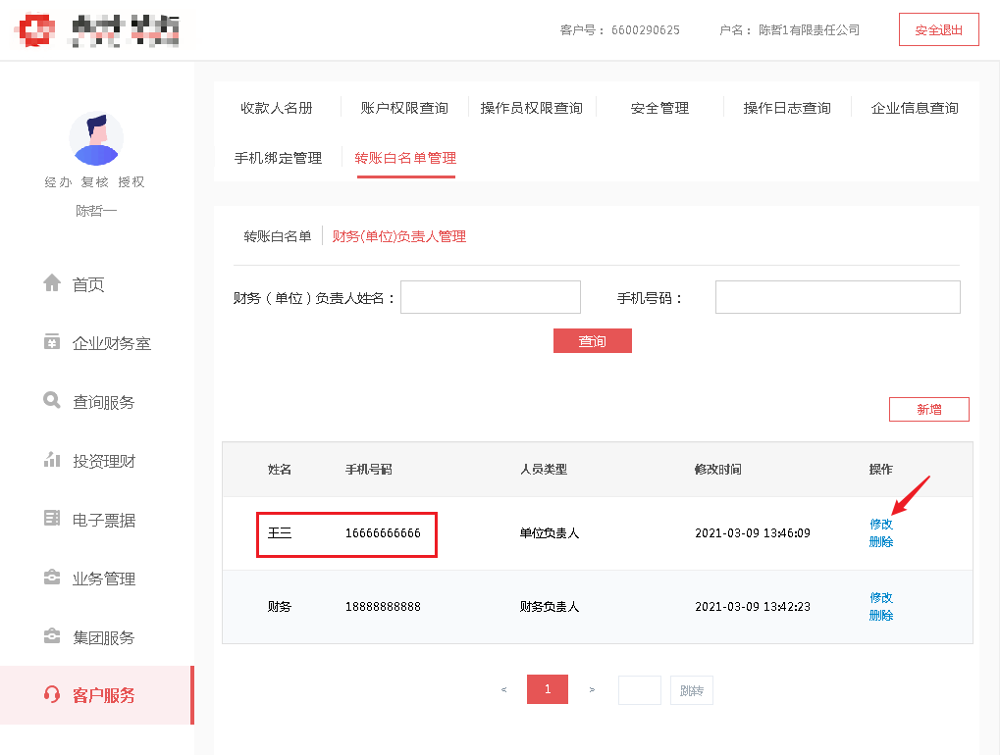 客户号： 6600290625 户名： 陈哲1有限责任公司 安全退出
收款人名册 账户权限查询 操作员权限查询 安全管理 操作日志查询 企业信息查询
手机绑定管理 转账白名单管理
经办 复核 授权
陈哲一
首页
企业财务室
查询服务
投资理财
电子票据
业务管理
集团服务
客户服务
转账白名单 财务(单位)负责人管理
财务（单位）负责人姓名： 手机号码：
查询
新增
姓名 手机号码 人员类型 修改时间 操作
王三 16666666666 单位负责人 2021-03-09 13:46:09 修改
删除
财务 18888888888 财务负责人 2021-03-09 13:42:23 修改
删除
< 1 > 跳转